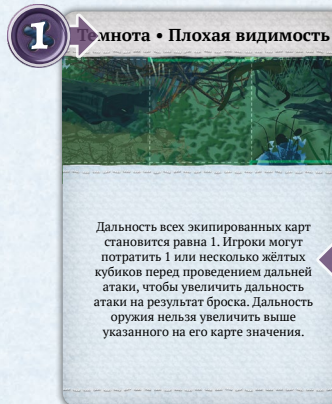 1
Темнота • Плохая видимость
Дальность всех экипированных карт
становится равна 1. Игроки могут
потратить 1 или несколько жёлтых
кубиков перед проведением дальней
атаки, чтобы увеличить дальность
атаки на результат броска. Дальность
оружия нельзя увеличить выше
указанного на его карте значения.